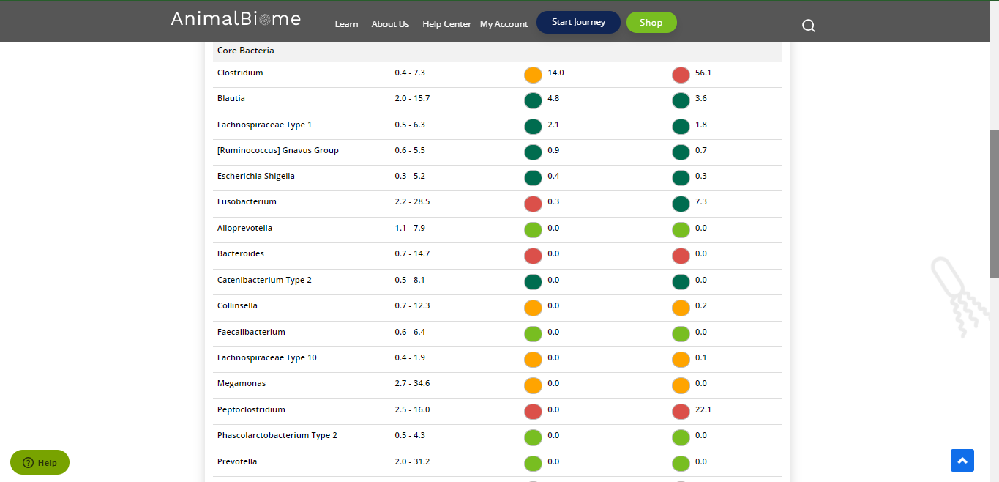 AnimalBiome
Learn About Us Help Center My Account Start Journey Shop
Core Bacteria
Clostridium 0.4 - 7.3 14.0 56.1
Blautia 2.0 - 15.7 4.8 3.6
Lachnospiraceae Type 1 0.5 - 6.3 2.1 1.8
[Ruminococcus] Gnavus Group 0.6 - 5.5 0.9 0.7
Escherichia Shigella 0.3 - 5.2 0.4 0.3
Fusobacterium 2.2 - 28.5 0.3 7.3
Alloprevotella 1.1 - 7.9 0.0 0.0
Bacteroides 0.7 - 14.7 0.0 0.0
Catenibacterium Type 2 0.5 - 8.1 0.0 0.0
Collinsella 0.7 - 12.3 0.0 0.2
Faecalibacterium 0.6 - 6.4 0.0 0.0
Lachnospiraceae Type 10 0.4 - 1.9 0.0 0.1
Megamonas 2.7 - 34.6 0.0 0.0
Peptoclostridium 2.5 - 16.0 0.0 22.1
Phascolarctobacterium Type 2 0.5 - 4.3 0.0 0.0
Prevotella 2.0 - 31.2 0.0 0.0
Help